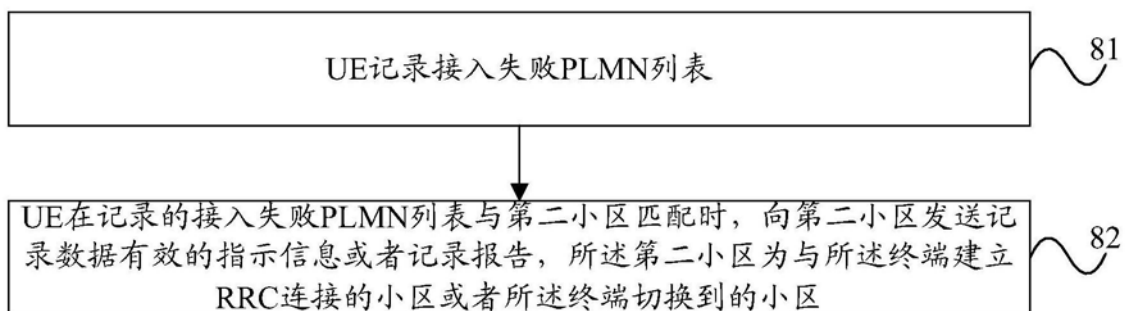 UE记录接入失败PLMN列表
81
UE在记录的接入失败PLMN列表与第二小区匹配时，向第二小区发送记
录数据有效的指示信息或者记录报告，所述第二小区为与所述终端建立
82
RRC连接的小区或者所述终端切换到的小区